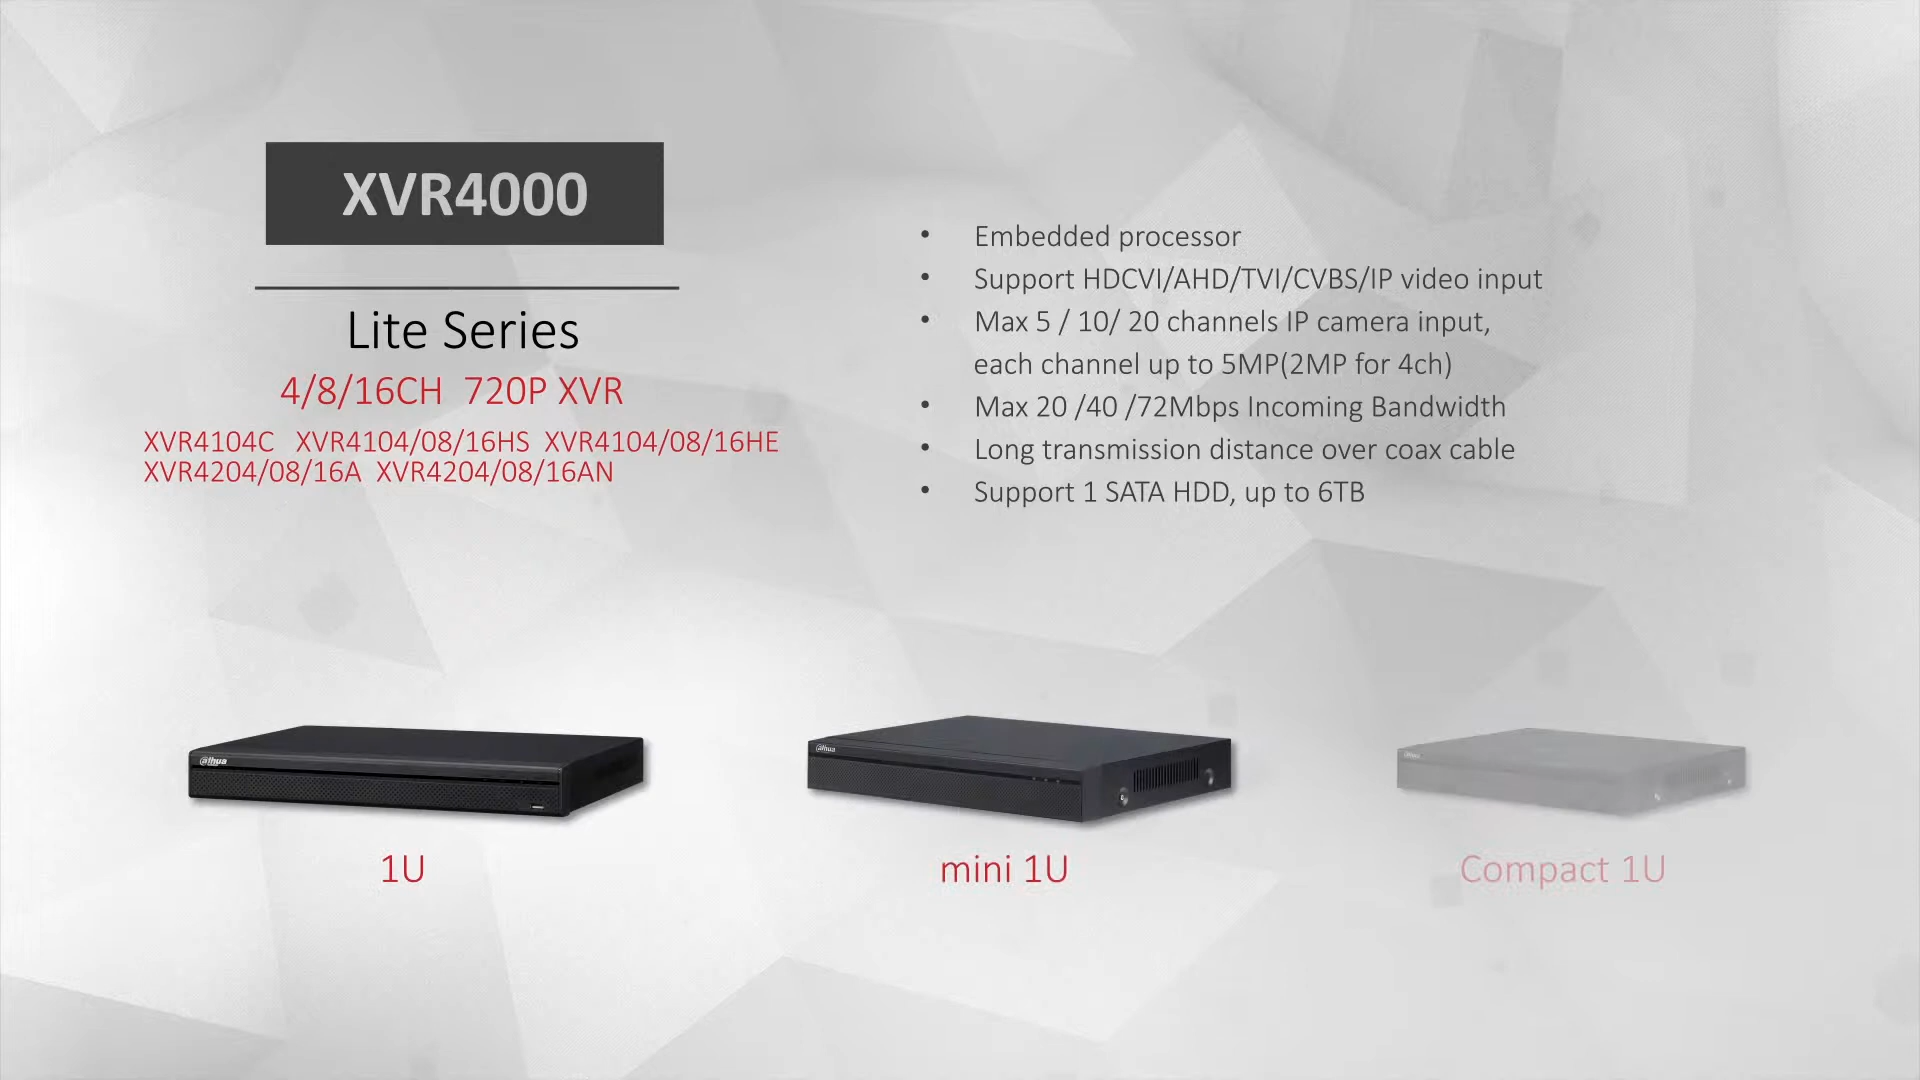 XVR4000
Lite Series
4/8/16CH 720P XVR
XVR4104C XVR4104/08/16HS XVR4104/08/16HE
XVR4204/08/16A XVR4204/08/16AN
• Embedded processor
• Support HDCVI/AHD/TVI/CVBS/IP video input
• Max 5 / 10/ 20 channels IP camera input,
each channel up to 5MP(2MP for 4ch)
• Max 20 /40 /72Mbps Incoming Bandwidth
• Long transmission distance over coax cable
• Support 1 SATA HDD, up to 6TB
alhua
alhua
alhua
1U
mini 1U
Compact 1U